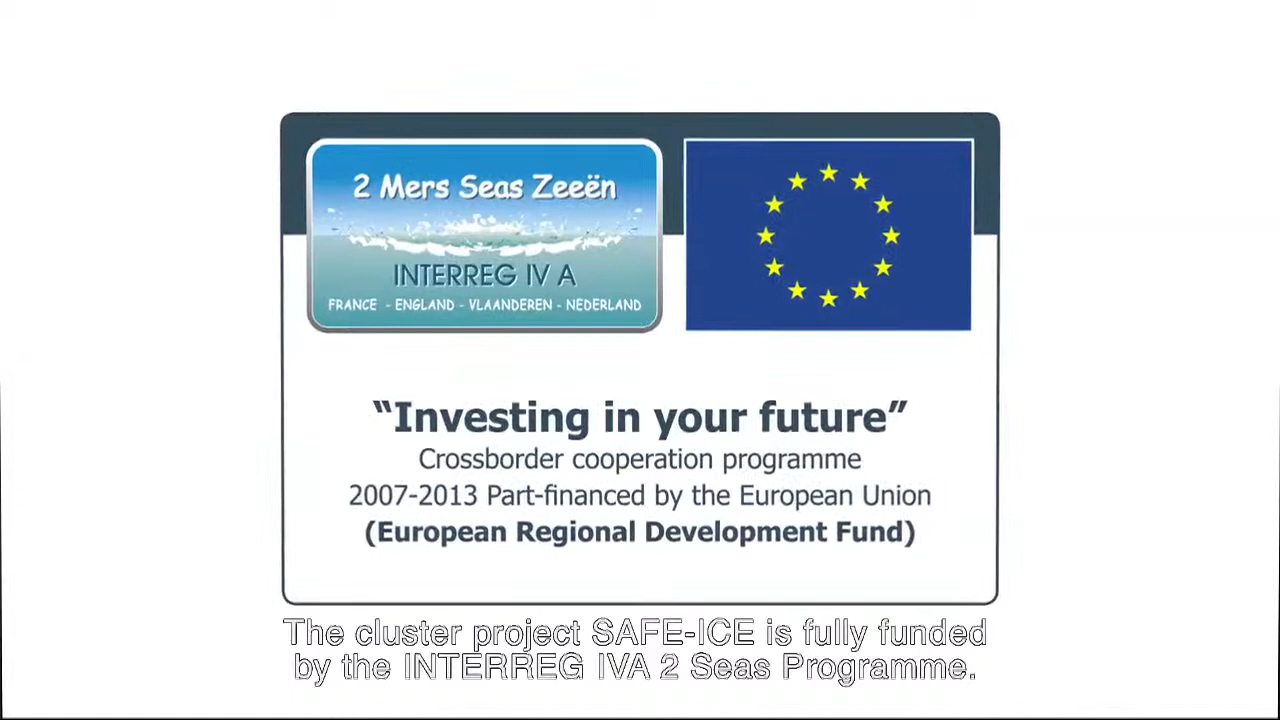 2 Mers Seas Zeeën
INTERREG IV A
FRANCE - ENGLAND - VLAANDEREN - NEDERLAND
“Investing in your future”
Crossborder cooperation programme
2007-2013 Part-financed by the European Union
(European Regional Development Fund)
The cluster project SAFE-ICE is fully funded
by the INTERREG IVA 2 Seas Programme.